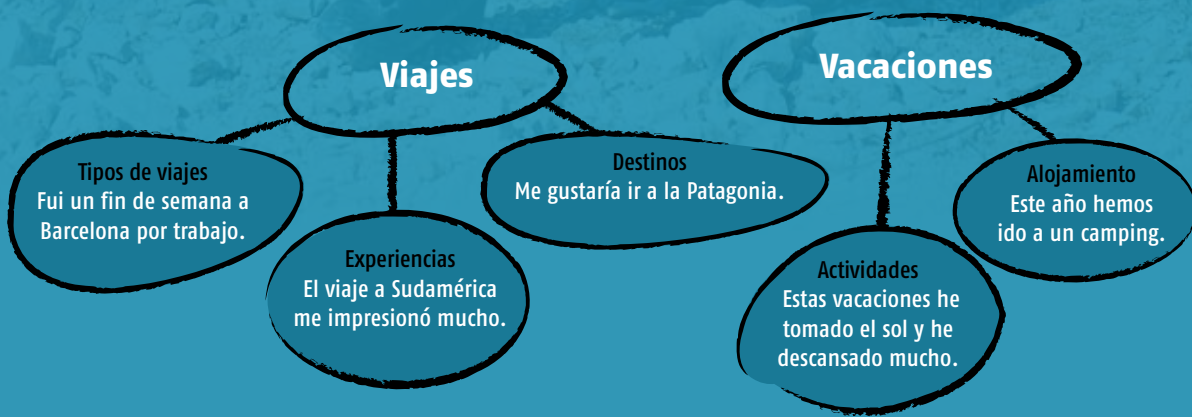 Viajes
Tipos de viajes
Fui un fin de semana a
Barcelona por trabajo.
Experiencias
El viaje a Sudamérica
me impresionó mucho.
Destinos
Me gustaría ir a la Patagonia.
Vacaciones
Actividades
Estas vacaciones he
tomado el sol y he
descansado mucho.
Alojamiento
Este año hemos
ido a un camping.